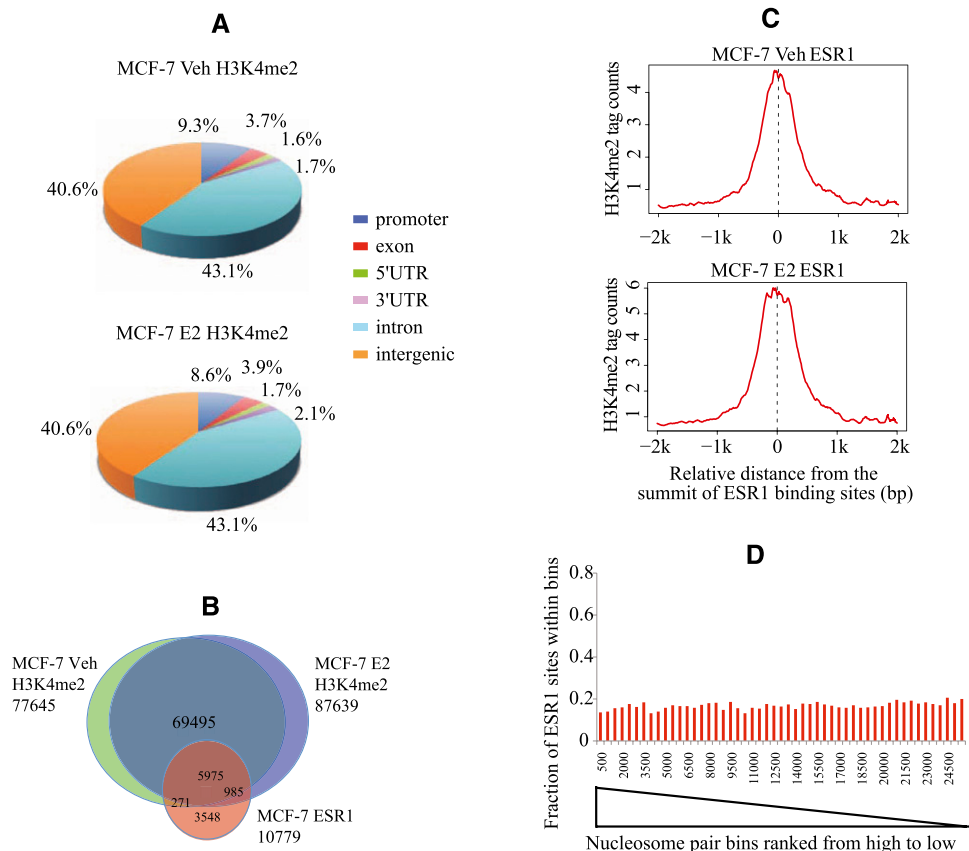 A
MCF-7 Veh H3K4me2
9.3%
3.7%
1.6%
1.7%
40.6%
43.1%
promoter
exon
5'UTR
3'UTR
intron
intergenic
MCF-7 E2 H3K4me2
8.6%
3.9%
1.7%
2.1%
40.6%
43.1%
B
MCF-7 Veh
H3K4me2
77645
MCF-7 E2
H3K4me2
87639
69495
5975
985
271
3548
MCF-7 ESR1
10779
C
MCF-7 Veh ESR1
H3K4me2 tag counts
4
3
2
1
−2k −1k 0 1k 2k
MCF-7 E2 ESR1
H3K4me2 tag counts
6
5
4
3
2
1
−2k −1k 0 1k 2k
Relative distance from the
summit of ESR1 binding sites (bp)
D
Fraction of ESR1 sites within bins
0.8
0.6
0.4
0.2
0
500 2000 3500 5000 6500 8000 9500 11000 12500 14000 15500 17000 18500 20000 21500 23000 24500
Nucleosome pair bins ranked from high to low